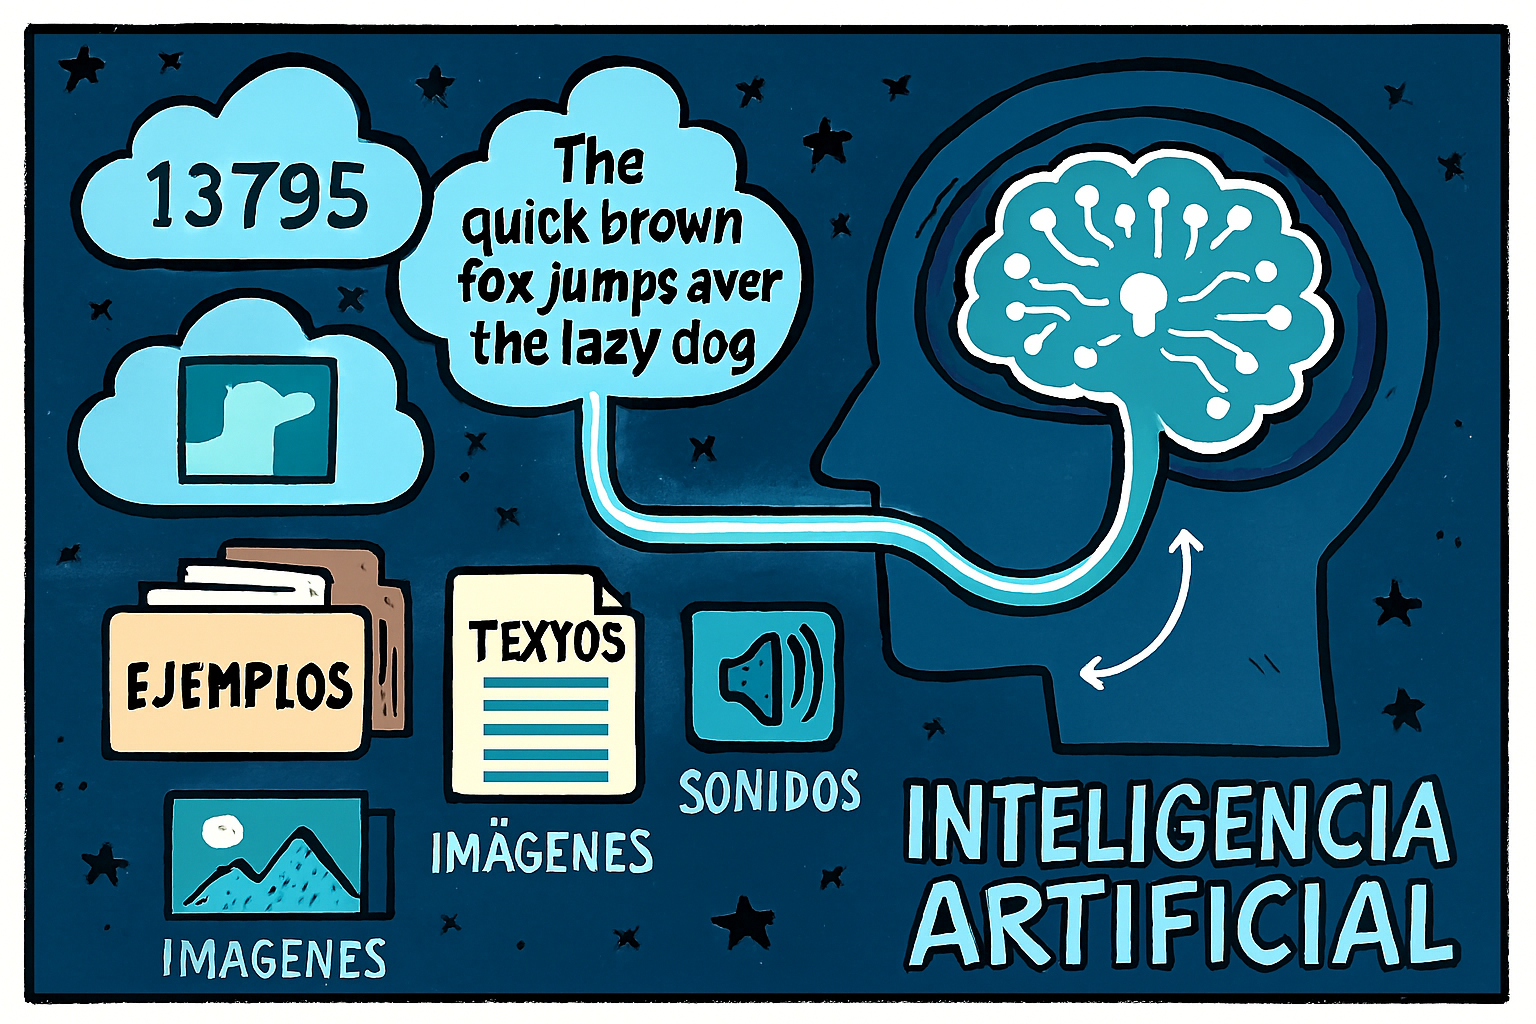 13795
The
quick brown
fox jumps aver
the lazy dog
EJEMPLOS
TEXYOS
SONIDOS
IMÄGENES
IMAGENES
INTELIGENCIA
ARTIFICIAL